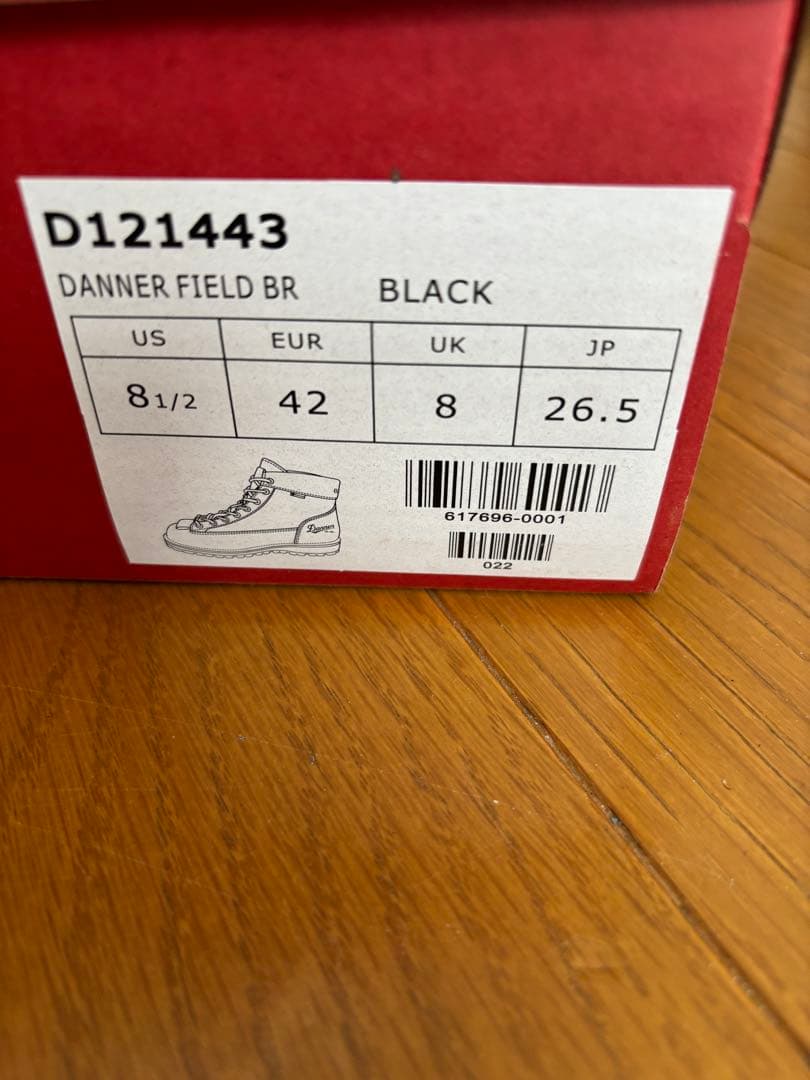 D121443
DANNER FIELD BR BLACK
US EUR UK JP
8 1/2 42 8 26.5
Danner
617696-0001
022